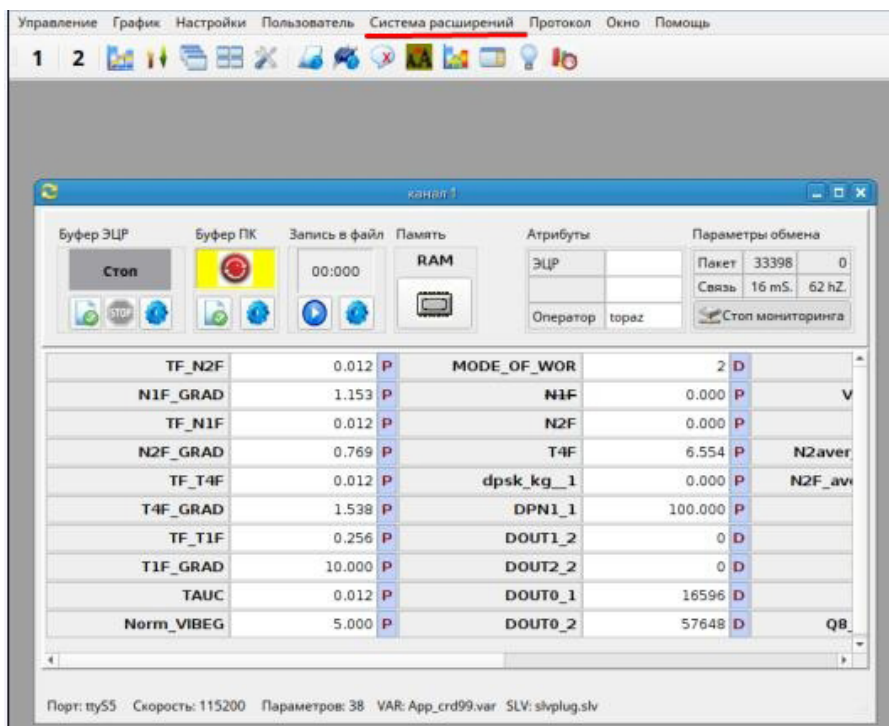 Управление График Настройки Пользователь Система расширений Протокол Окно Помощь
1 2
канал 1
Буфер ЭЦР Буфер ПК Запись в файл Память Атрибуты Параметры обмена
Стоп 00:000 RAM ЭЦР Пакет 33398 0
Связь 16 mS. 62 hZ.
STOP Оператор topaz Стоп мониторинга
TF_N2F 0.012 P MODE_OF_WOR 2 D
N1F_GRAD 1.153 P N1F 0.000 P V
TF_N1F 0.012 P N2F 0.000 P
N2F_GRAD 0.769 P T4F 6.554 P N2aver
TF_T4F 0.012 P dpsk_kg__1 0.000 P N2F_av
T4F_GRAD 1.538 P DPN1_1 100.000 P
TF_T1F 0.256 P DOUT1_2 0 D
T1F_GRAD 10.000 P DOUT2_2 0 D
TAUC 0.012 P DOUT0_1 16596 D
Norm_VIBEG 5.000 P DOUT0_2 57648 D Q8_
Порт: ttyS5 Скорость: 115200 Параметров: 38 VAR: App_crd99.var SLV: slvplug.slv